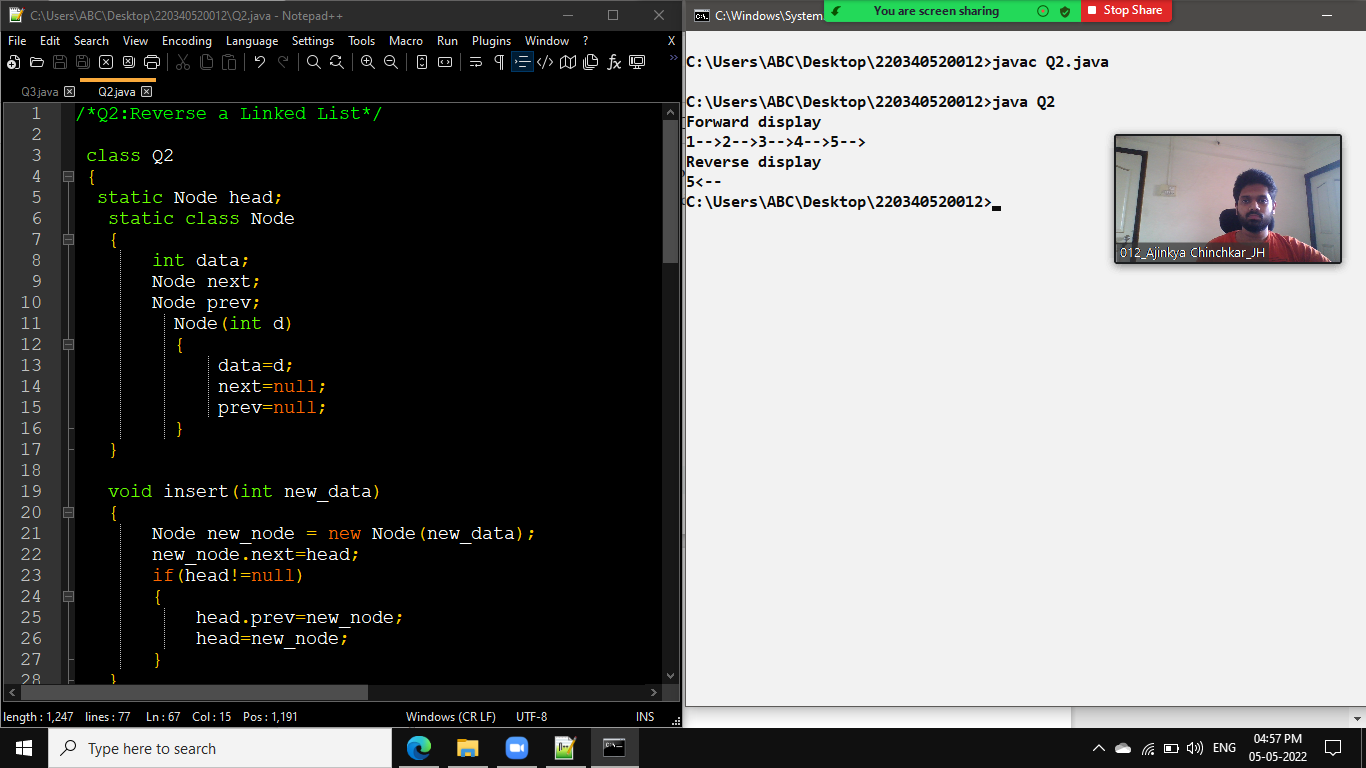 C:\Users\ABC\Desktop\220340520012\Q2.java - Notepad++
File Edit Search View Encoding Language Settings Tools Macro Run Plugins Window ? X
Q3.java Q2.java
1 /*Q2:Reverse a Linked List*/
2
3 class Q2
4 {
5 static Node head;
6 static class Node
7 {
8 int data;
9 Node next;
10 Node prev;
11 Node(int d)
12 {
13 data=d;
14 next=null;
15 prev=null;
16 }
17 }
18
19 void insert(int new_data)
20 {
21 Node new_node = new Node(new_data);
22 new_node.next=head;
23 if(head!=null)
24 {
25 head.prev=new_node;
26 head=new_node;
27 }
28 }
length : 1,247 lines : 77 Ln : 67 Col : 15 Pos : 1,191 Windows (CR LF) UTF-8 INS
C:\Windows\System
You are screen sharing Stop Share
C:\Users\ABC\Desktop\220340520012>javac Q2.java
C:\Users\ABC\Desktop\220340520012>java Q2
Forward display
1-->2-->3-->4-->5-->
Reverse display
5<--
C:\Users\ABC\Desktop\220340520012>
012_Ajinkya Chinchkar_JH
Type here to search
ENG
04:57 PM
05-05-2022